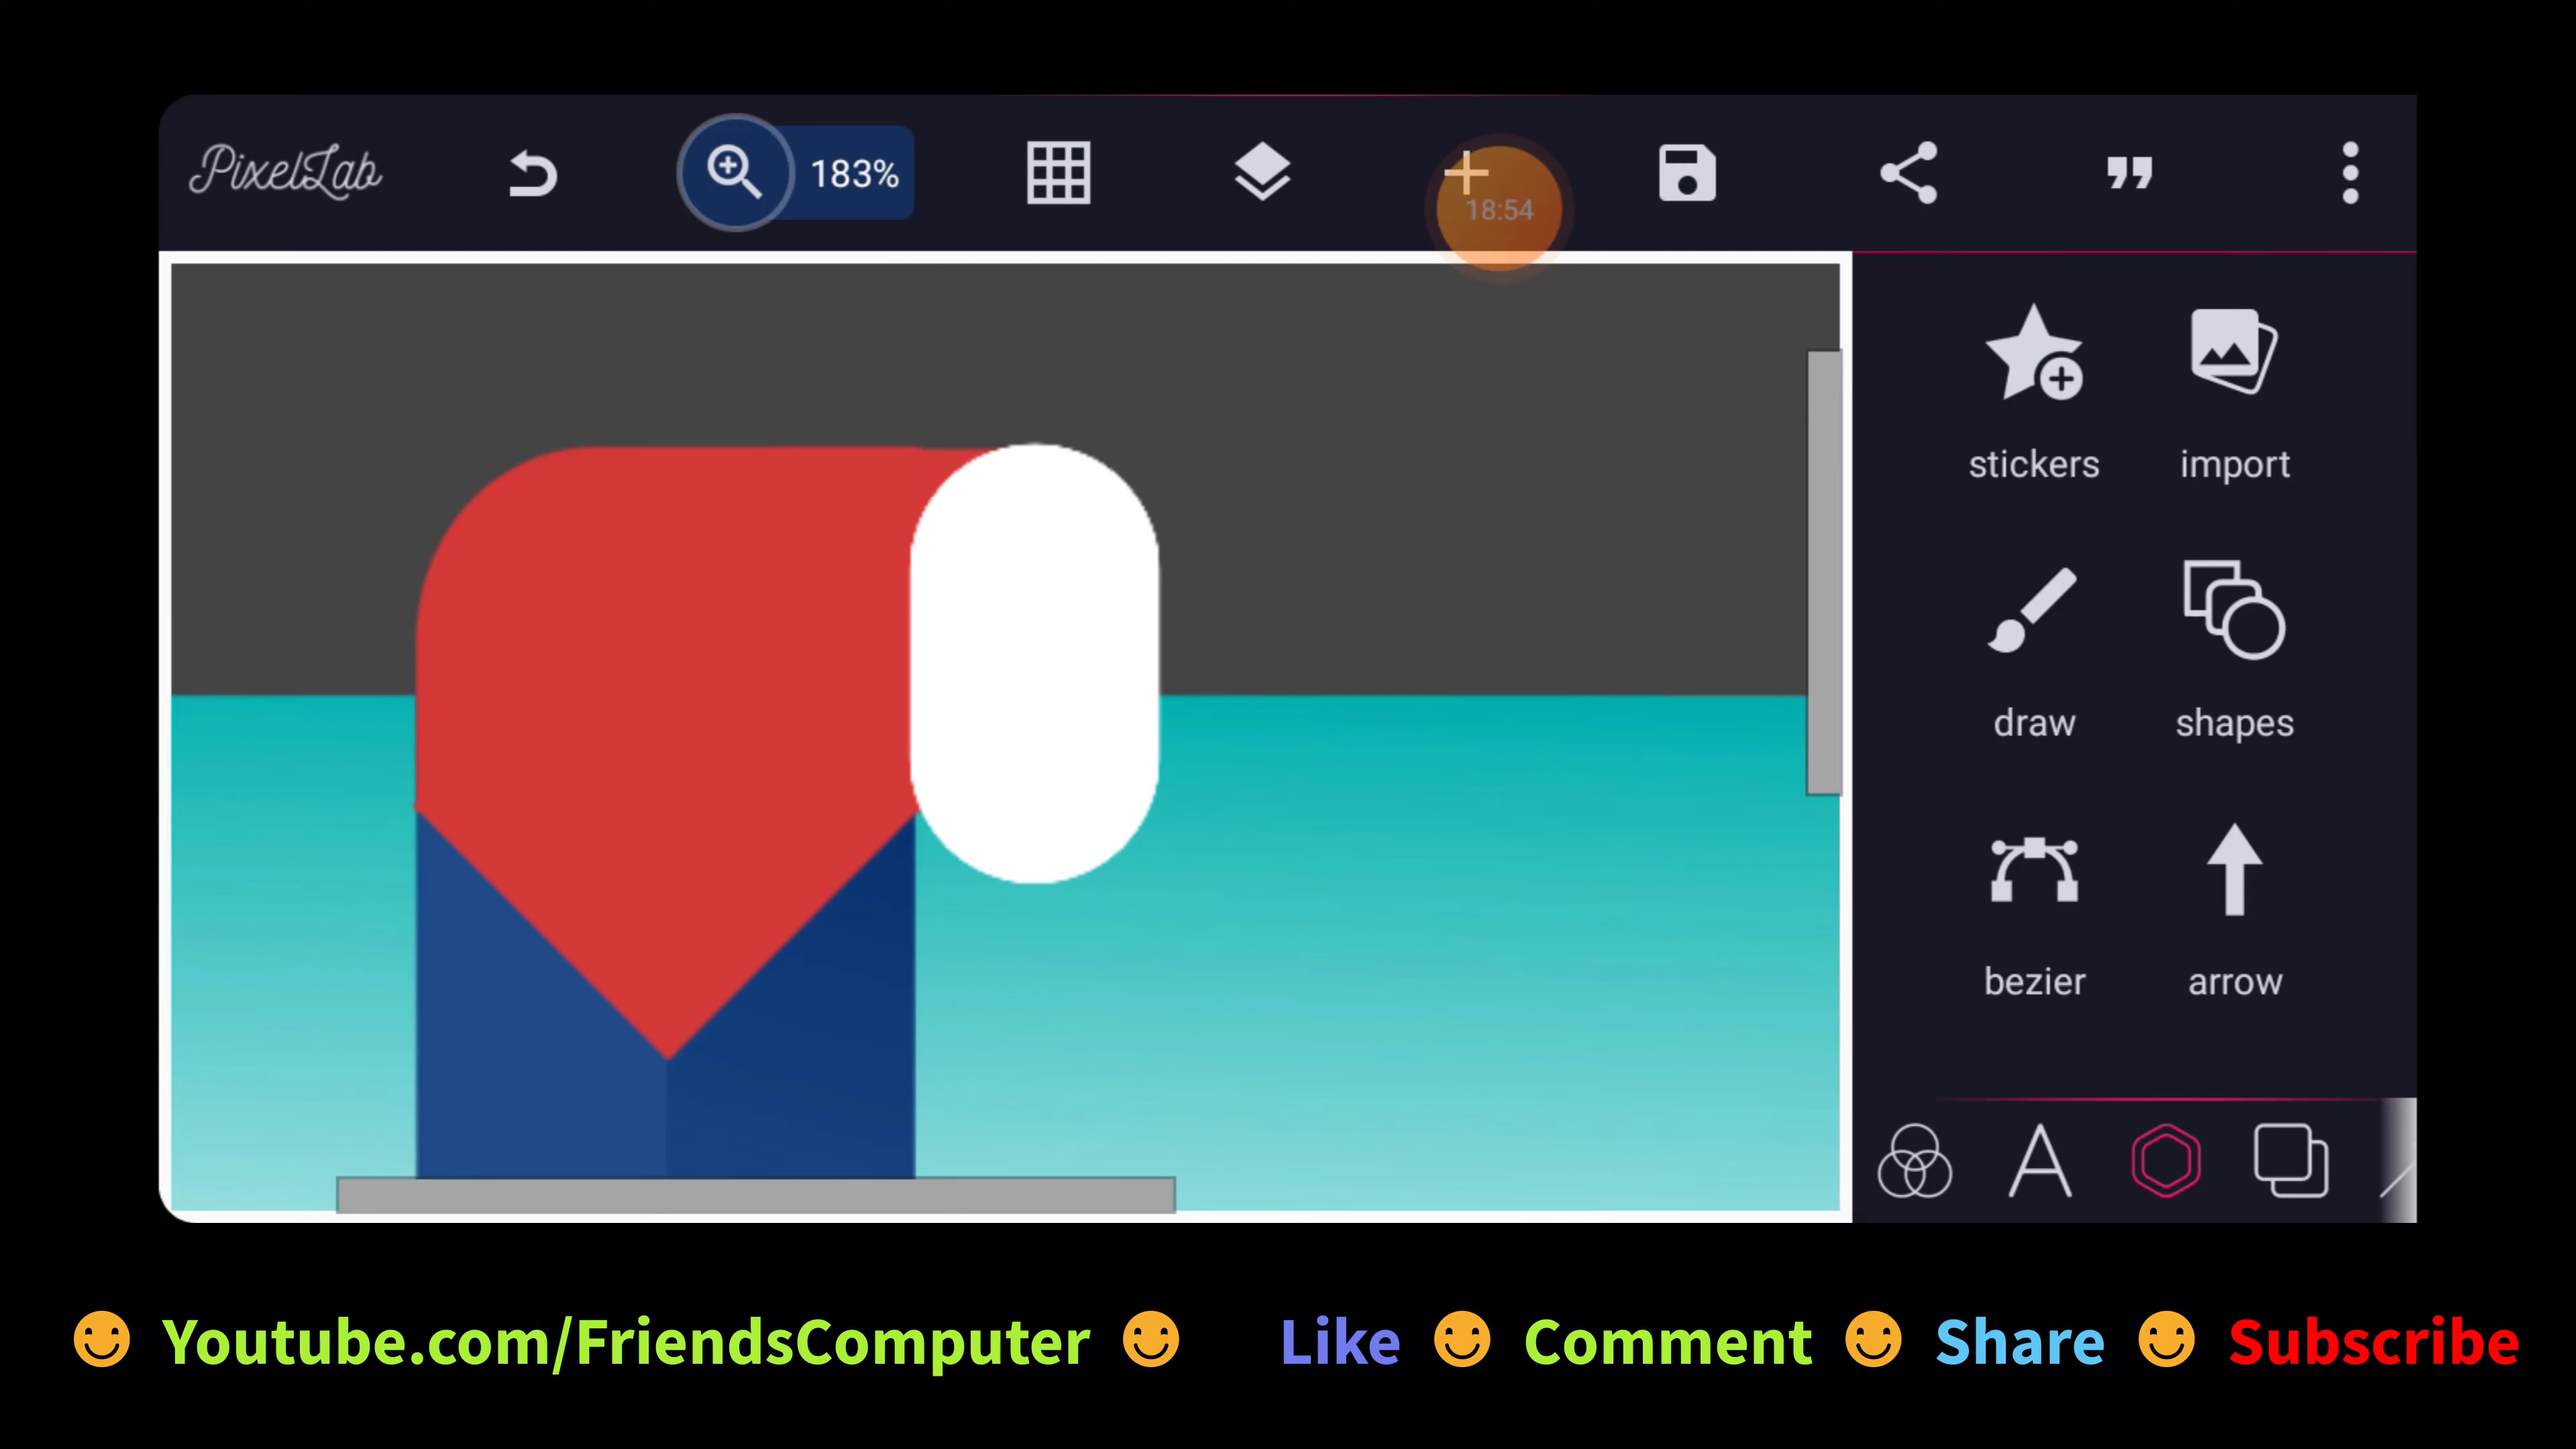 PixelLab 183% 18:54
stickers import
draw shapes
bezier arrow
Youtube.com/FriendsComputer Like Comment Share Subscribe